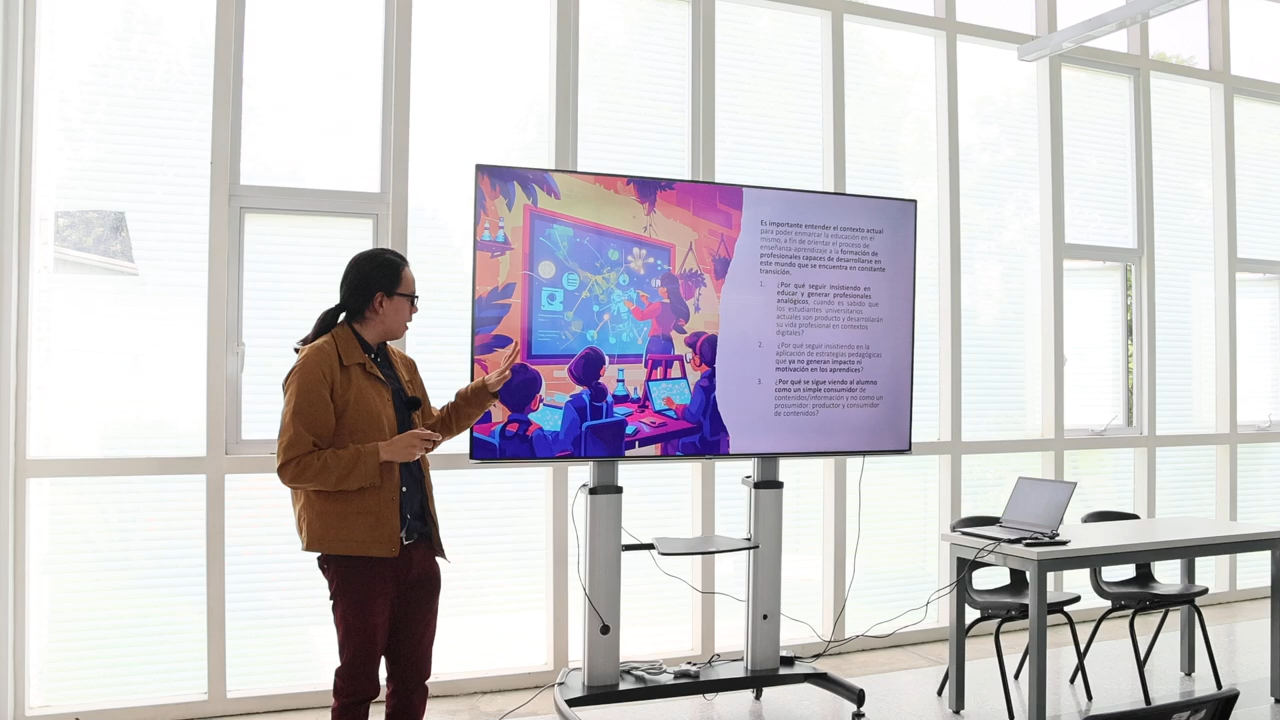 Es importante entender el contexto actual
para poder enmarcar la educación en el
mismo, a fin de orientar el proceso de
enseñanza-aprendizaje a la formación de
profesionales capaces de desarrollarse en
este mundo que se encuentra en constante
transición.
1. ¿Por qué seguir insistiendo en
educar y generar profesionales
analógicos, cuando es sabido que
los estudiantes universitarios
actuales son producto y desarrollarán
su vida profesional en contextos
digitales?
2. ¿Por qué seguir insistiendo en la
aplicación de estrategias pedagógicas
que ya no generan impacto ni
motivación en los aprendices?
3. ¿Por qué se sigue viendo al alumno
como un simple consumidor de
contenidos/información y no como un
prosumidor: productor y consumidor
de contenidos?